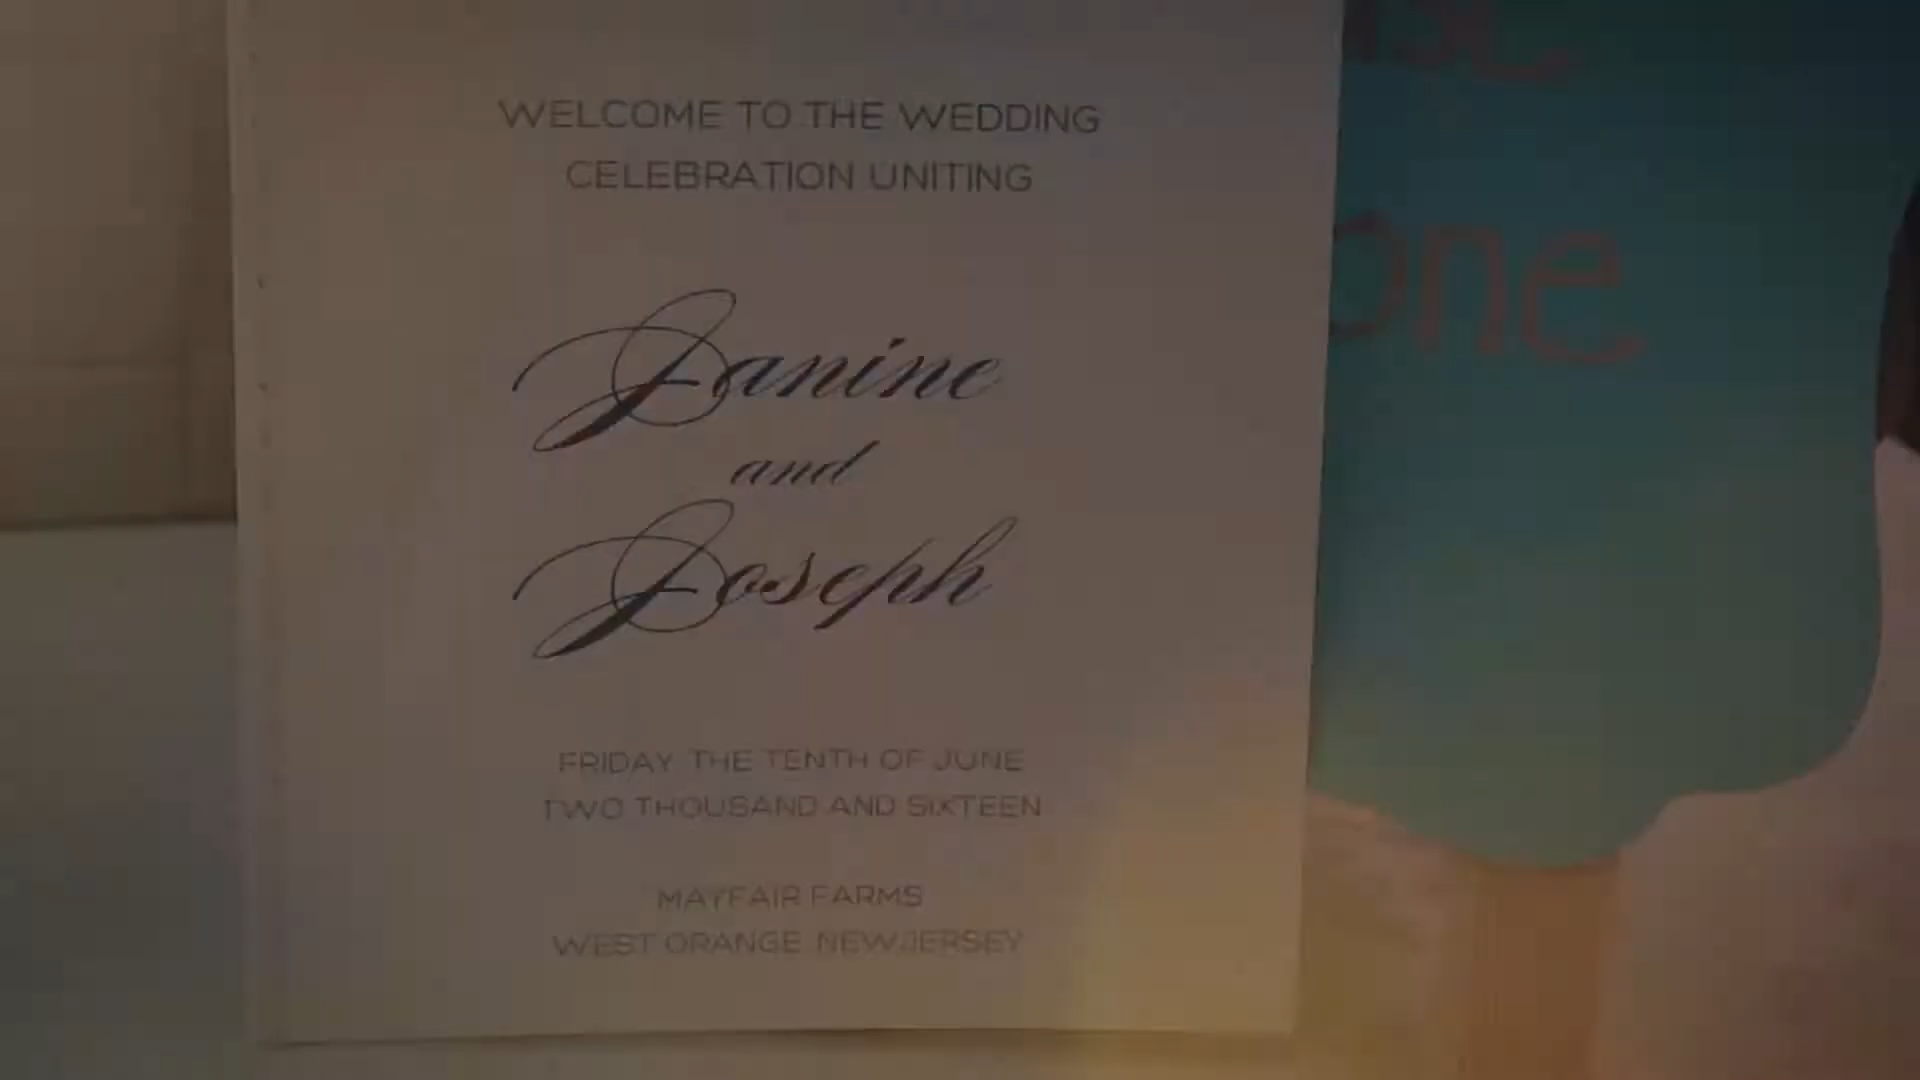 WELCOME TO THE WEDDING
CELEBRATION UNITING
Janine
and
Joseph
FRIDAY, THE TENTH OF JUNE
TWO THOUSAND AND SIXTEEN
MAYFAIR FARMS
WEST ORANGE, NEW JERSEY
one